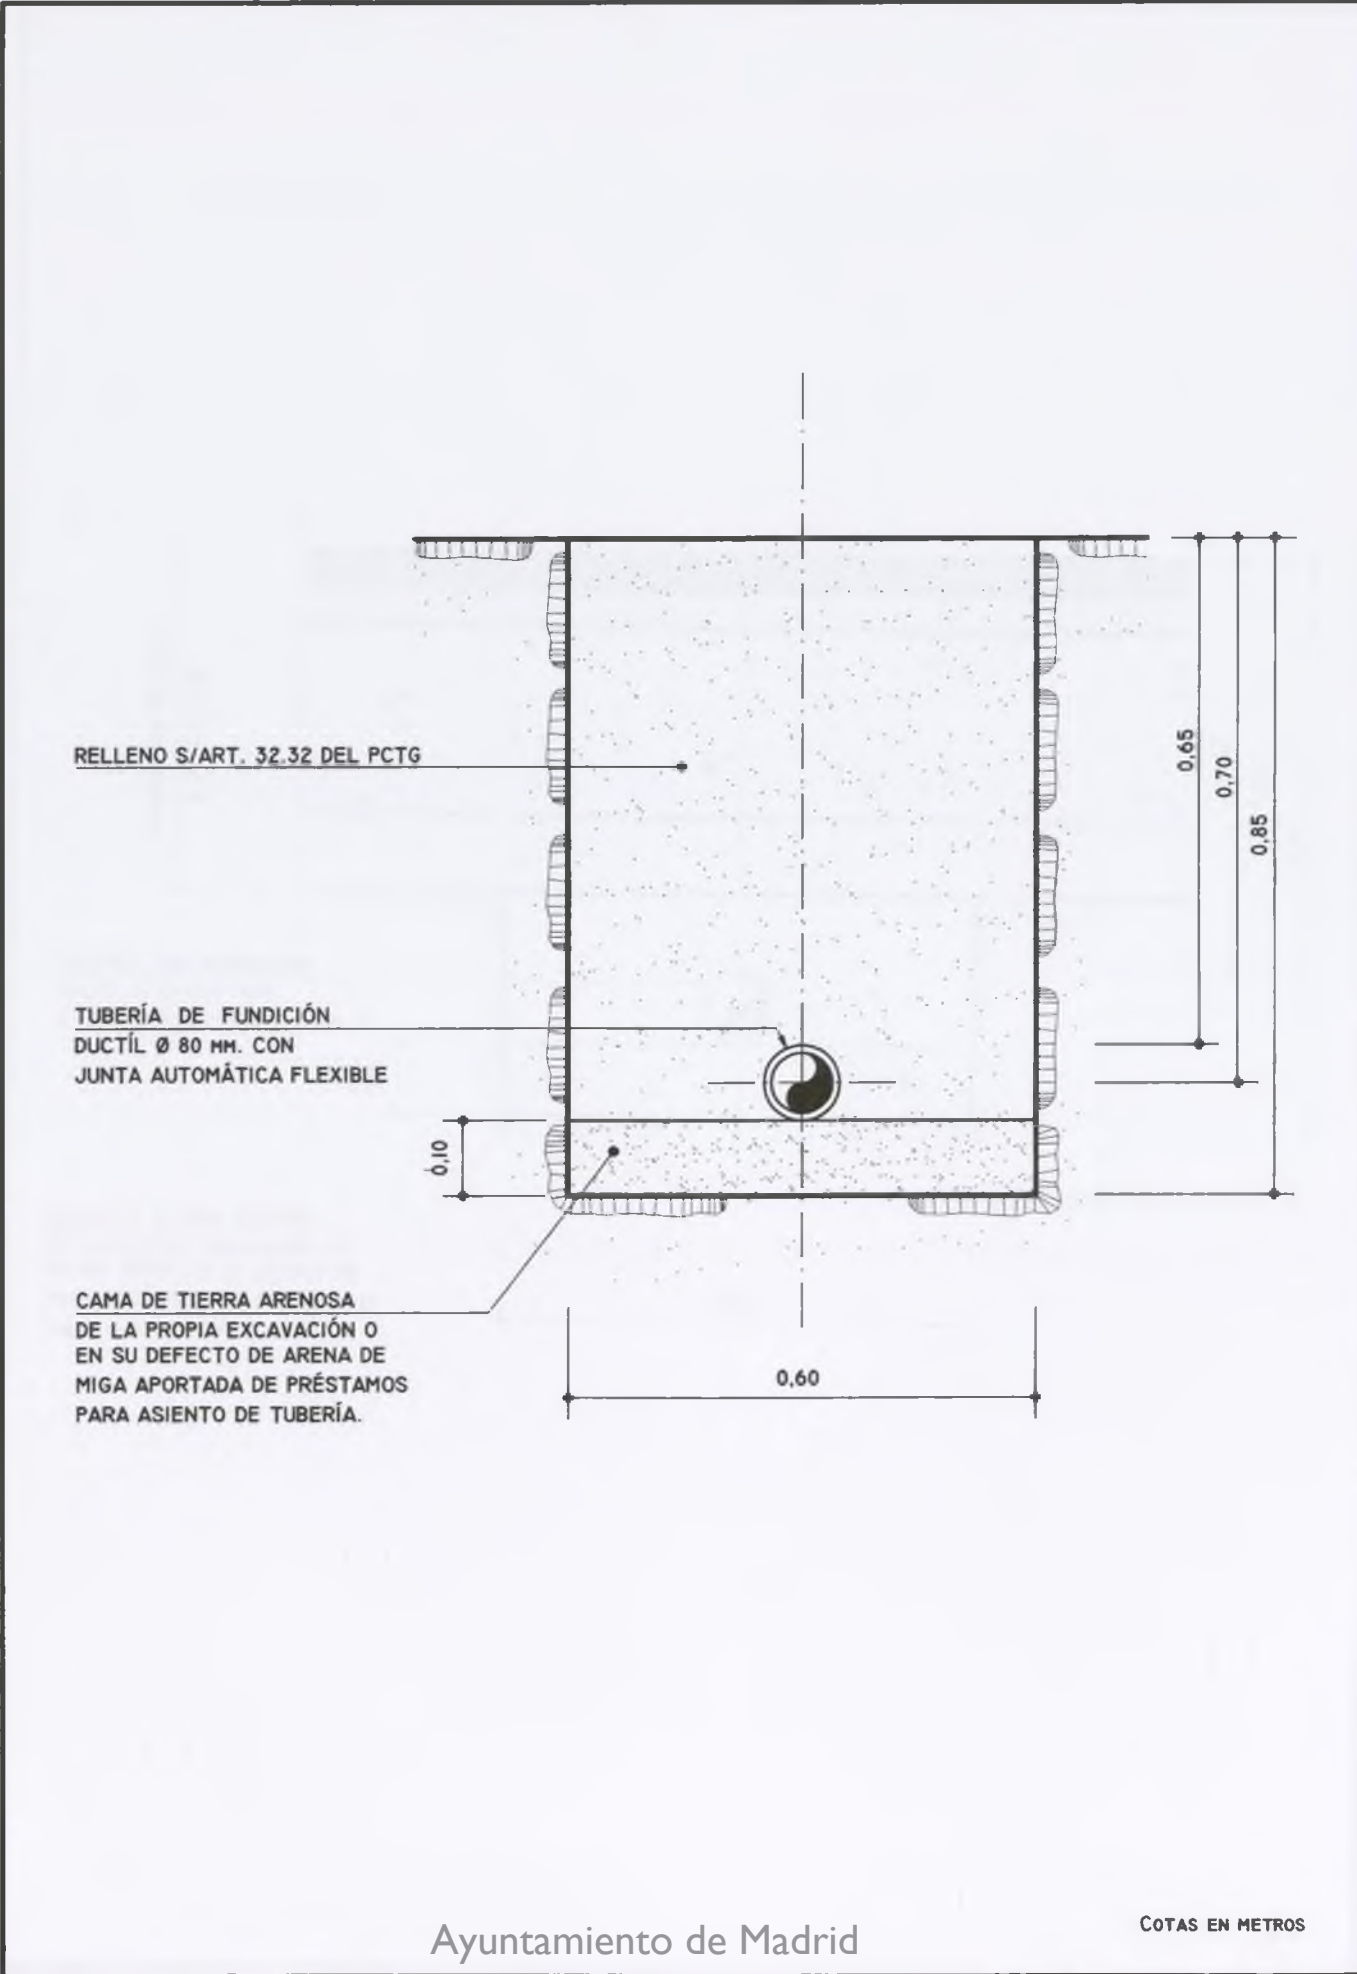 RELLENO S/ART. 32.32 DEL PCTG
0,65
0,70
0,85
TUBERÍA DE FUNDICIÓN
DUCTÍL Ø 80 MM. CON
JUNTA AUTOMÁTICA FLEXIBLE
0,10
CAMA DE TIERRA ARENOSA
DE LA PROPIA EXCAVACIÓN O
EN SU DEFECTO DE ARENA DE
MIGA APORTADA DE PRÉSTAMOS
PARA ASIENTO DE TUBERÍA.
0,60
COTAS EN METROS
Ayuntamiento de Madrid